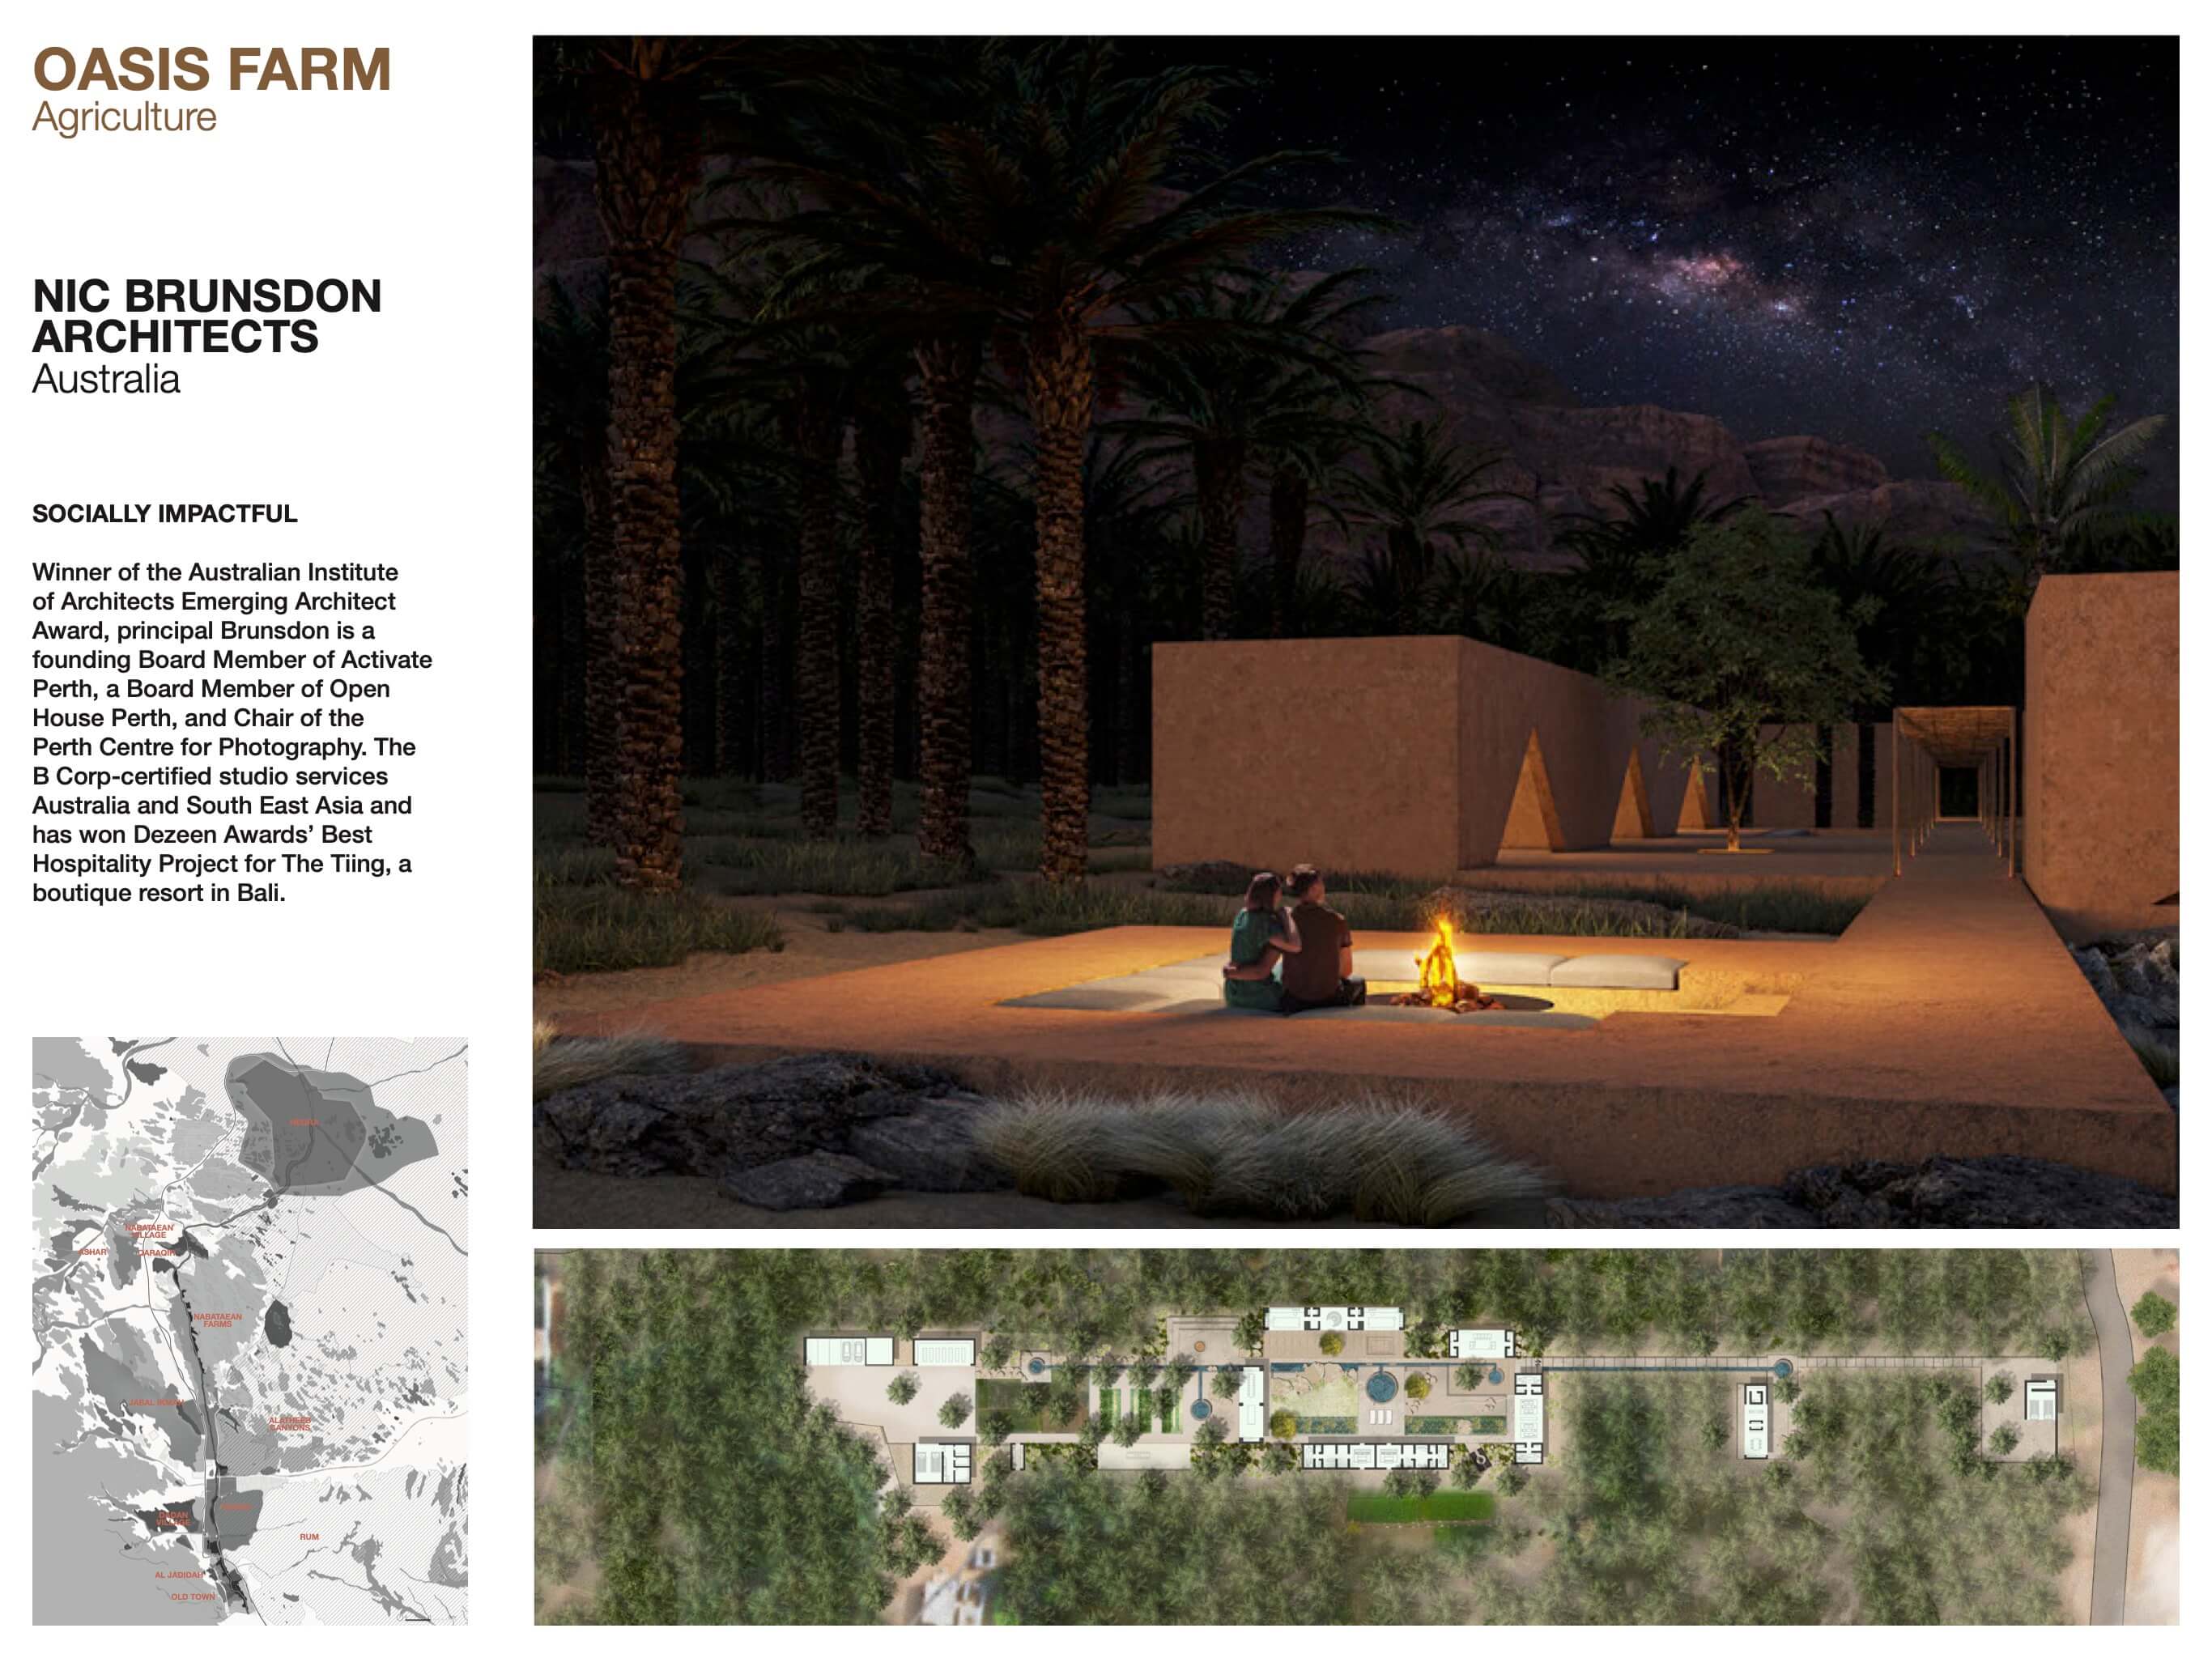 OASIS FARM
Agriculture
NIC BRUNSDON
ARCHITECTS
Australia
SOCIALLY IMPACTFUL
Winner of the Australian Institute
of Architects Emerging Architect
Award, principal Brunsdon is a
founding Board Member of Activate
Perth, a Board Member of Open
House Perth, and Chair of the
Perth Centre for Photography. The
B Corp-certified studio services
Australia and South East Asia and
has won Dezeen Awards’ Best
Hospitality Project for The Tiing, a
boutique resort in Bali.
NABATAEAN
VILLAGE
ASHAR
NABATAEAN
FARMS
ALATHEEB
CANYONS
RUM
AL JADIDAH
OLD TOWN